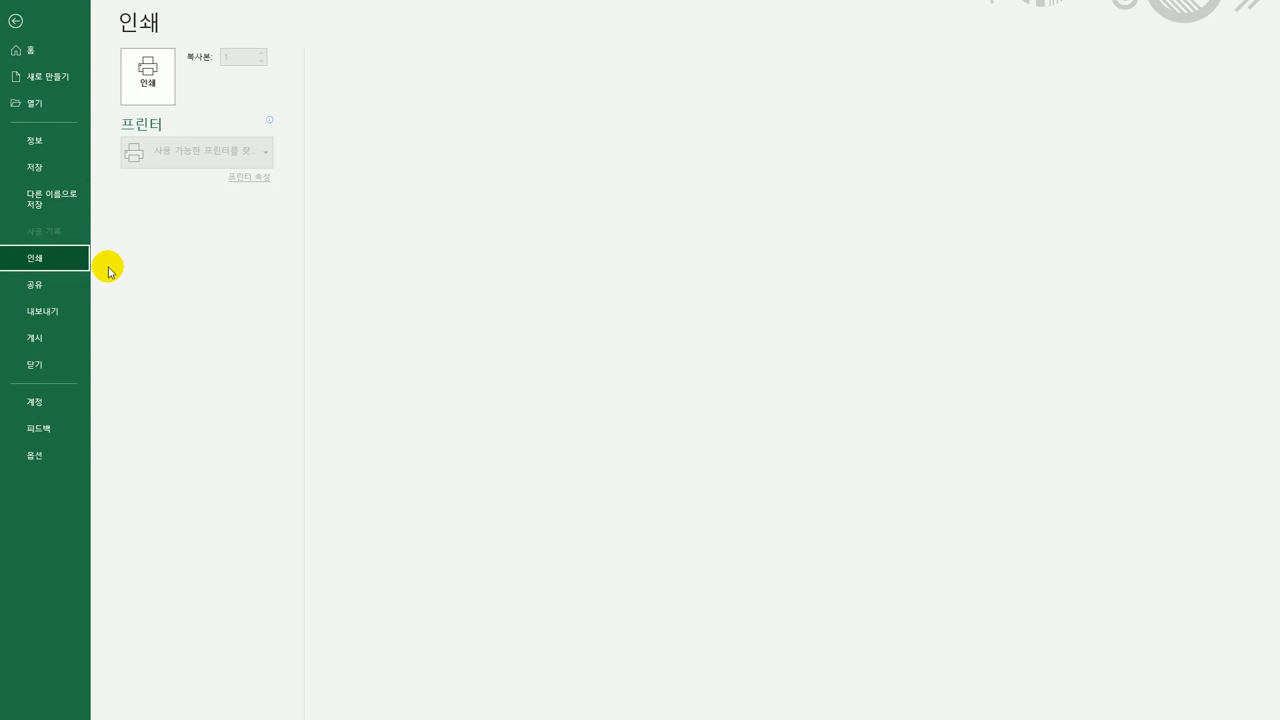 인쇄
홈
새로 만들기
열기
정보
저장
다른 이름으로
저장
사용 기록
인쇄
공유
내보내기
게시
닫기
계정
피드백
옵션
인쇄
복사본: 1
프린터
사용 가능한 프린터를 찾...
프린터 속성